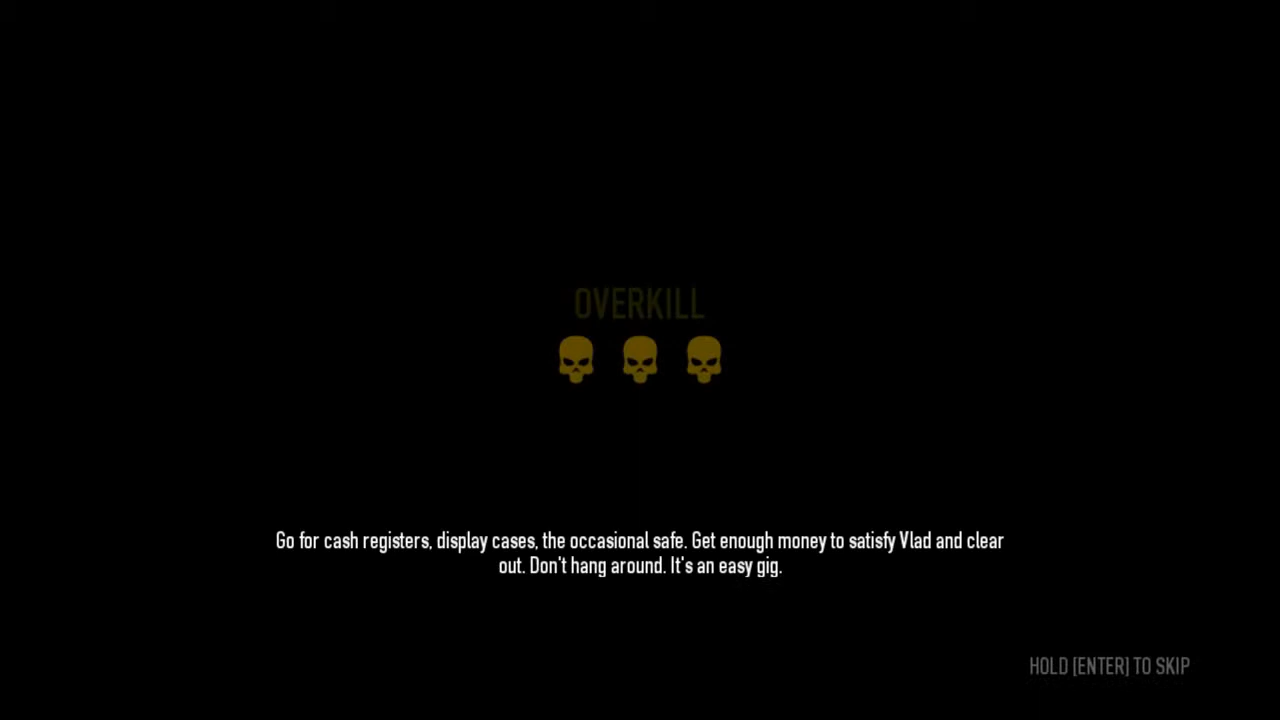 OVERKILL
Go for cash registers, display cases, the occasional safe. Get enough money to satisfy Vlad and clear
out. Don't hang around. It's an easy gig.
HOLD [ENTER] TO SKIP